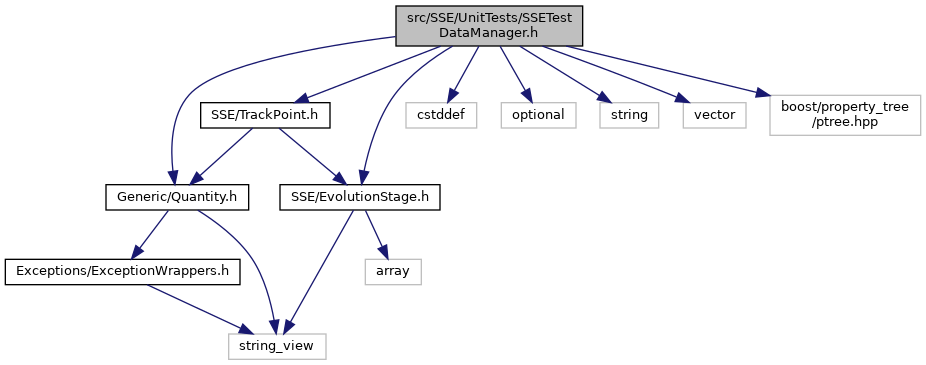 src/SSE/UnitTests/SSETest
DataManager.h
SSE/TrackPoint.h
cstddef
optional
string
vector
boost/property_tree
/ptree.hpp
Generic/Quantity.h
SSE/EvolutionStage.h
Exceptions/ExceptionWrappers.h
array
string_view